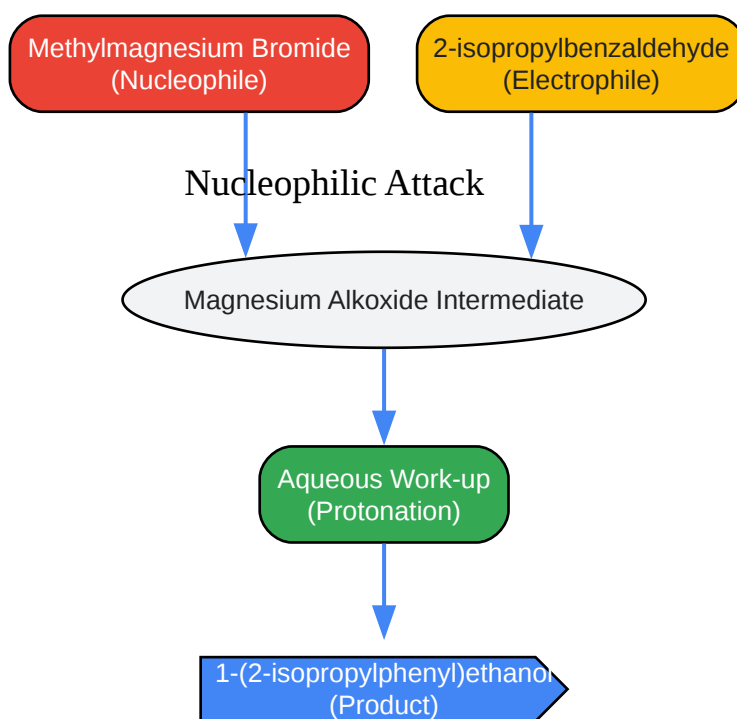 Methylmagnesium Bromide
(Nucleophile)
2-isopropylbenzaldehyde
(Electrophile)
Nucleophilic Attack
Magnesium Alkoxide Intermediate
Aqueous Work-up
(Protonation)
1-(2-isopropylphenyl)ethanol
(Product)